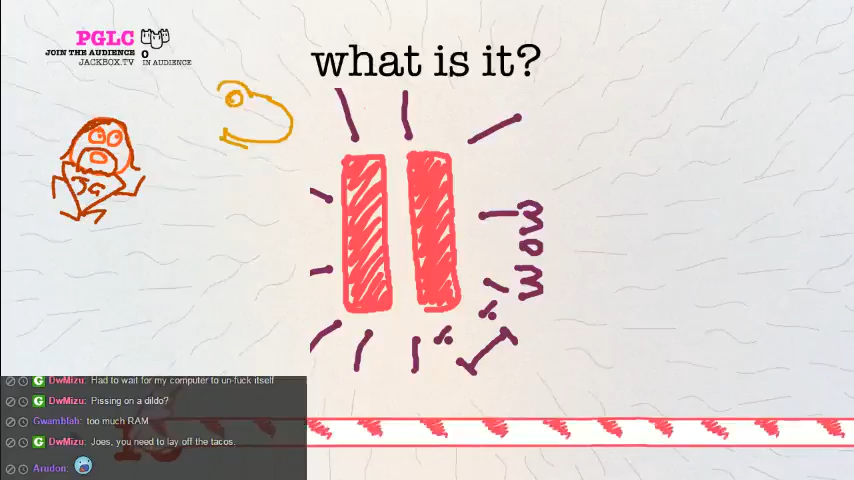 PGLC
JOIN THE AUDIENCE
JACKBOX.TV
0
IN AUDIENCE
what is it?
Ja
WOW
DwMizu: Had to wait for my computer to un-fuck itself
DwMizu: Pissing on a dildo?
Gwamblah: too much RAM
DwMizu: Joes, you need to lay off the tacos.
Arudon: